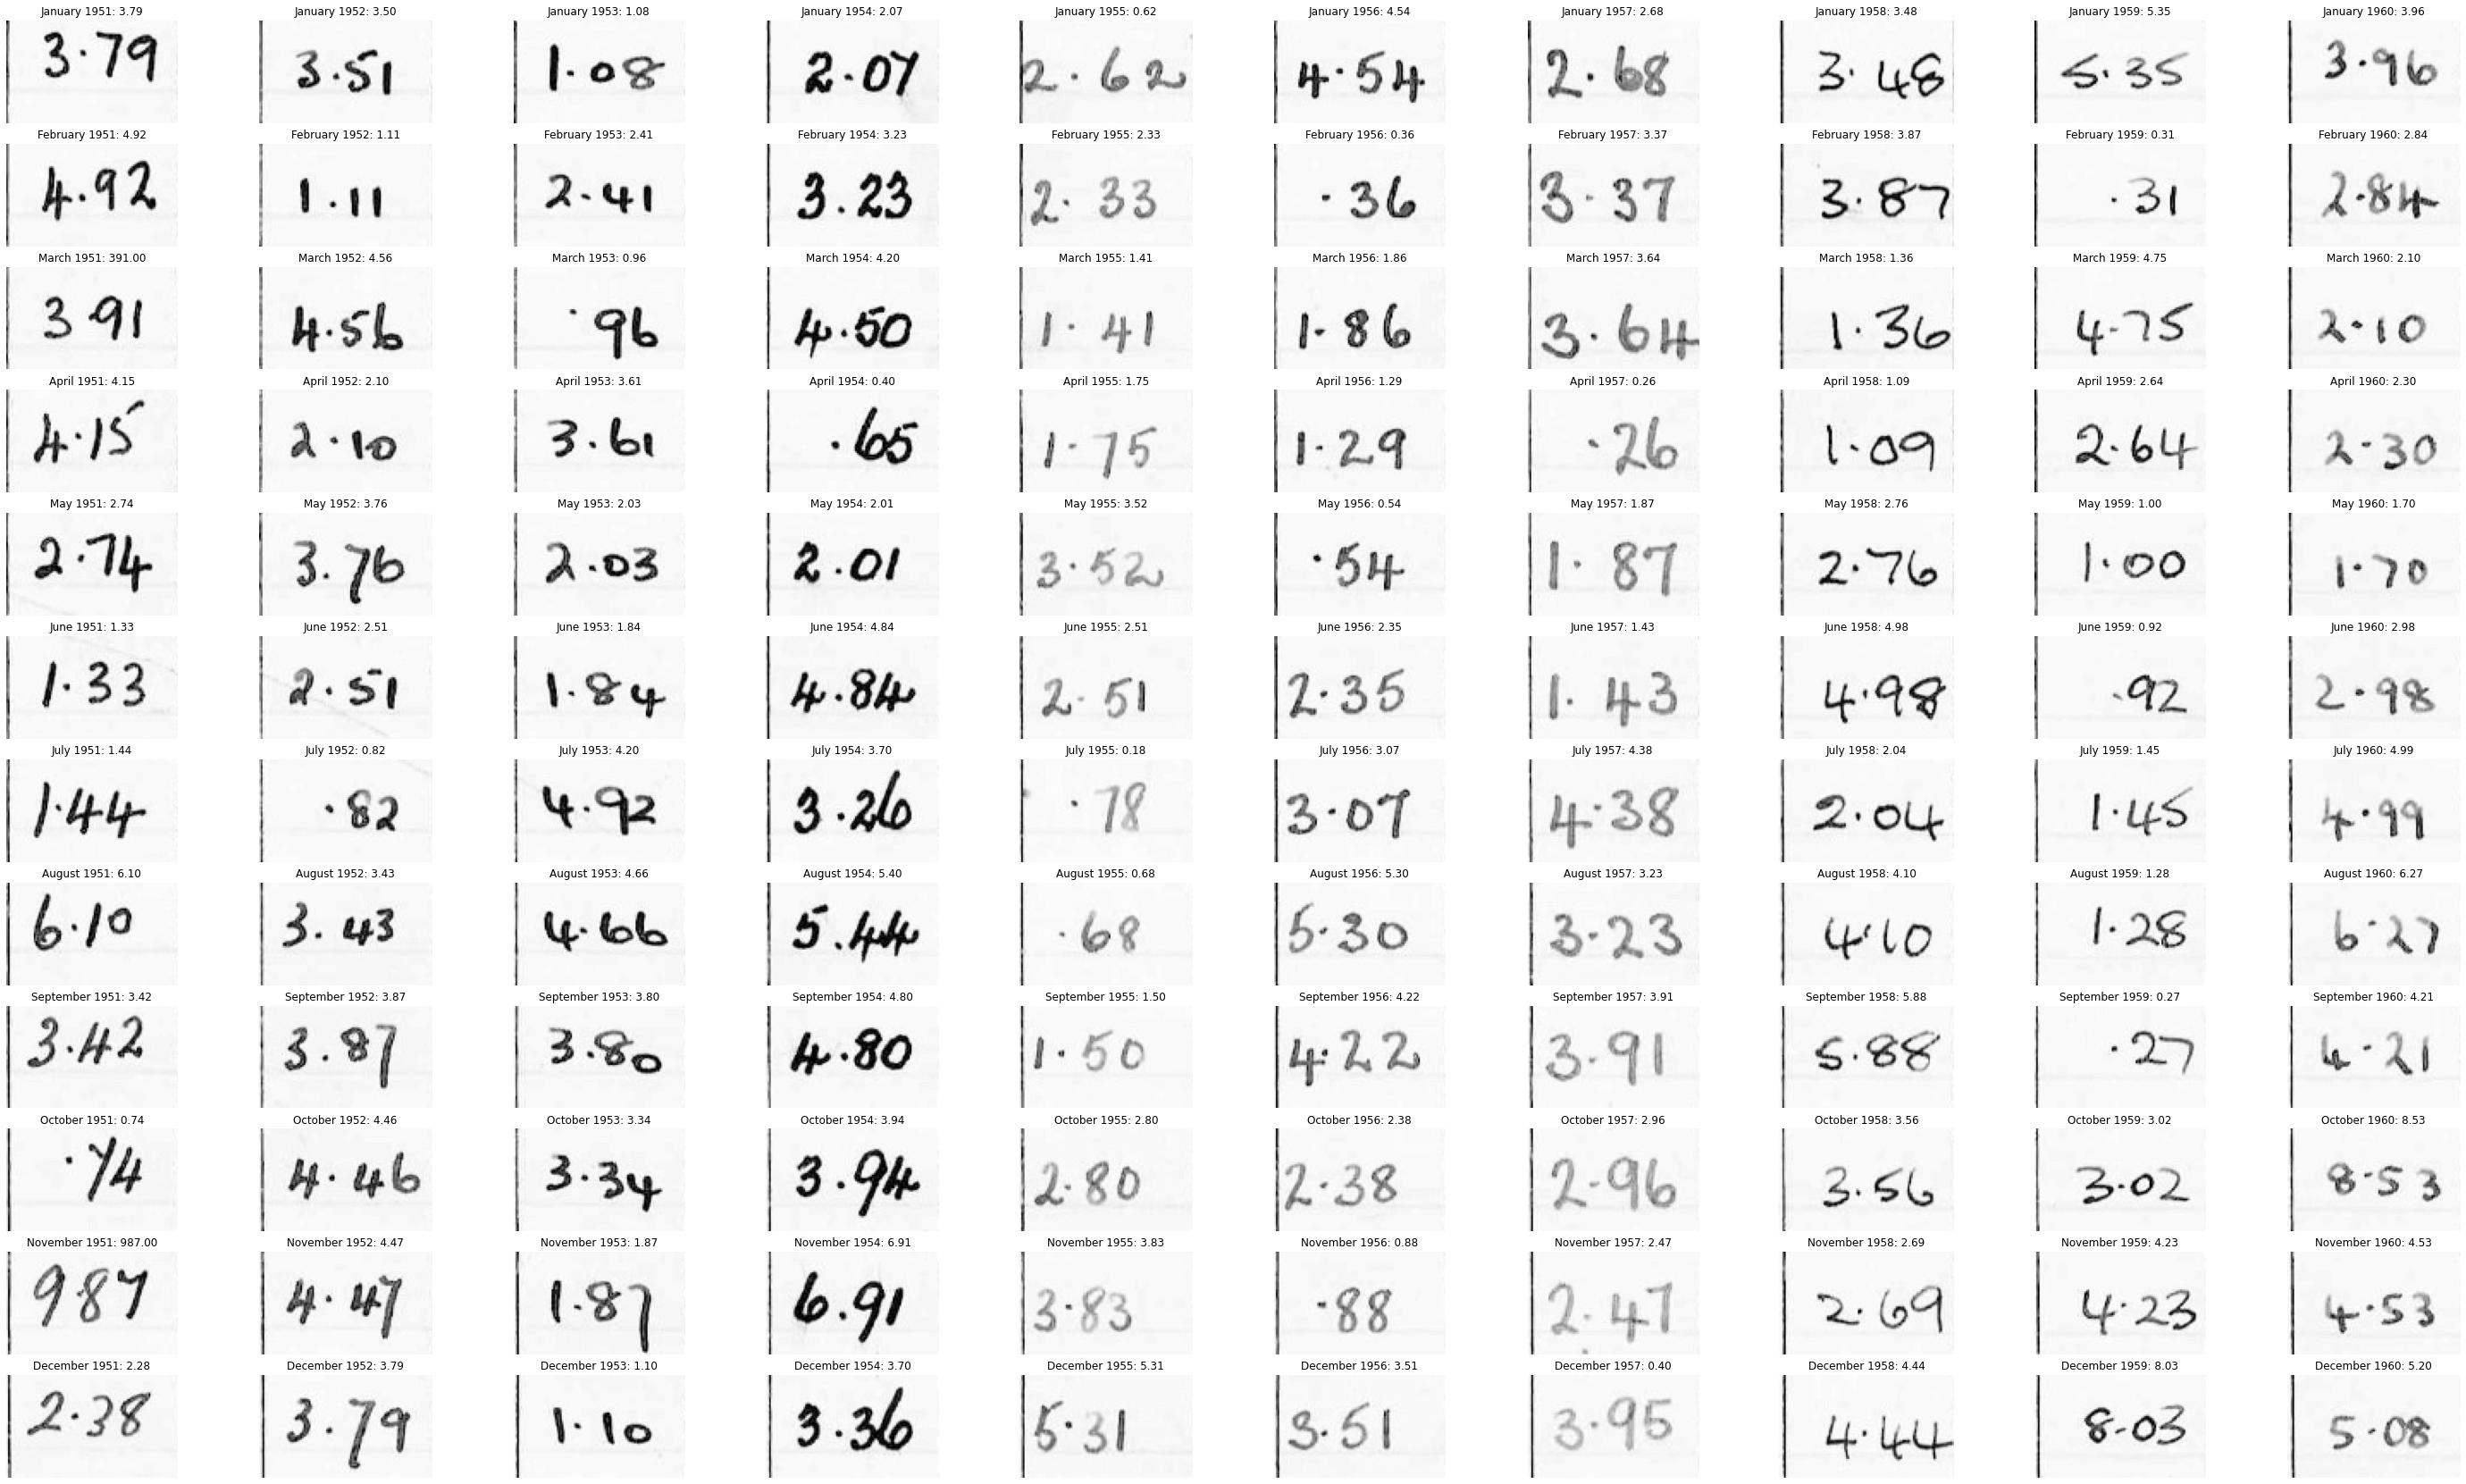 January 1951: 3.79 January 1952: 3.50 January 1953: 1.08 January 1954: 2.07 January 1955: 0.62 January 1956: 4.54 January 1957: 2.68 January 1958: 3.48 January 1959: 5.35 January 1960: 3.96
3.79 3.51 1.08 2.07 2.62 4.54 2.68 3.48 5.35 3.96
February 1951: 4.92 February 1952: 1.11 February 1953: 2.41 February 1954: 3.23 February 1955: 2.33 February 1956: 0.36 February 1957: 3.37 February 1958: 3.87 February 1959: 0.31 February 1960: 2.84
4.92 1.11 2.41 3.23 2.33 .36 3.37 3.87 .31 2.84
March 1951: 391.00 March 1952: 4.56 March 1953: 0.96 March 1954: 4.20 March 1955: 1.41 March 1956: 1.86 March 1957: 3.64 March 1958: 1.36 March 1959: 4.75 March 1960: 2.10
3.91 4.56 .96 4.50 1.41 1.86 3.64 1.36 4.75 2.10
April 1951: 4.15 April 1952: 2.10 April 1953: 3.61 April 1954: 0.40 April 1955: 1.75 April 1956: 1.29 April 1957: 0.26 April 1958: 1.09 April 1959: 2.64 April 1960: 2.30
4.15 2.10 3.61 .65 1.75 1.29 .26 1.09 2.64 2.30
May 1951: 2.74 May 1952: 3.76 May 1953: 2.03 May 1954: 2.01 May 1955: 3.52 May 1956: 0.54 May 1957: 1.87 May 1958: 2.76 May 1959: 1.00 May 1960: 1.70
2.74 3.76 2.03 2.01 3.52 .54 1.87 2.76 1.00 1.70
June 1951: 1.33 June 1952: 2.51 June 1953: 1.84 June 1954: 4.84 June 1955: 2.51 June 1956: 2.35 June 1957: 1.43 June 1958: 4.98 June 1959: 0.92 June 1960: 2.98
1.33 2.51 1.84 4.84 2.51 2.35 1.43 4.98 .92 2.98
July 1951: 1.44 July 1952: 0.82 July 1953: 4.20 July 1954: 3.70 July 1955: 0.18 July 1956: 3.07 July 1957: 4.38 July 1958: 2.04 July 1959: 1.45 July 1960: 4.99
1.44 .82 4.92 3.26 .78 3.07 4.38 2.04 1.45 4.99
August 1951: 6.10 August 1952: 3.43 August 1953: 4.66 August 1954: 5.40 August 1955: 0.68 August 1956: 5.30 August 1957: 3.23 August 1958: 4.10 August 1959: 1.28 August 1960: 6.27
6.10 3.43 4.66 5.44 .68 5.30 3.23 4.10 1.28 6.27
September 1951: 3.42 September 1952: 3.87 September 1953: 3.80 September 1954: 4.80 September 1955: 1.50 September 1956: 4.22 September 1957: 3.91 September 1958: 5.88 September 1959: 0.27 September 1960: 4.21
3.42 3.87 3.80 4.80 1.50 4.22 3.91 5.88 .27 4.21
October 1951: 0.74 October 1952: 4.46 October 1953: 3.34 October 1954: 3.94 October 1955: 2.80 October 1956: 2.38 October 1957: 2.96 October 1958: 3.56 October 1959: 3.02 October 1960: 8.53
.74 4.46 3.34 3.94 2.80 2.38 2.96 3.56 3.02 8.53
November 1951: 987.00 November 1952: 4.47 November 1953: 1.87 November 1954: 6.91 November 1955: 3.83 November 1956: 0.88 November 1957: 2.47 November 1958: 2.69 November 1959: 4.23 November 1960: 4.53
9.87 4.47 1.87 6.91 3.83 .88 2.47 2.69 4.23 4.53
December 1951: 2.28 December 1952: 3.79 December 1953: 1.10 December 1954: 3.70 December 1955: 5.31 December 1956: 3.51 December 1957: 0.40 December 1958: 4.44 December 1959: 8.03 December 1960: 5.20
2.38 3.79 1.10 3.36 5.31 3.51 3.95 4.44 8.03 5.08